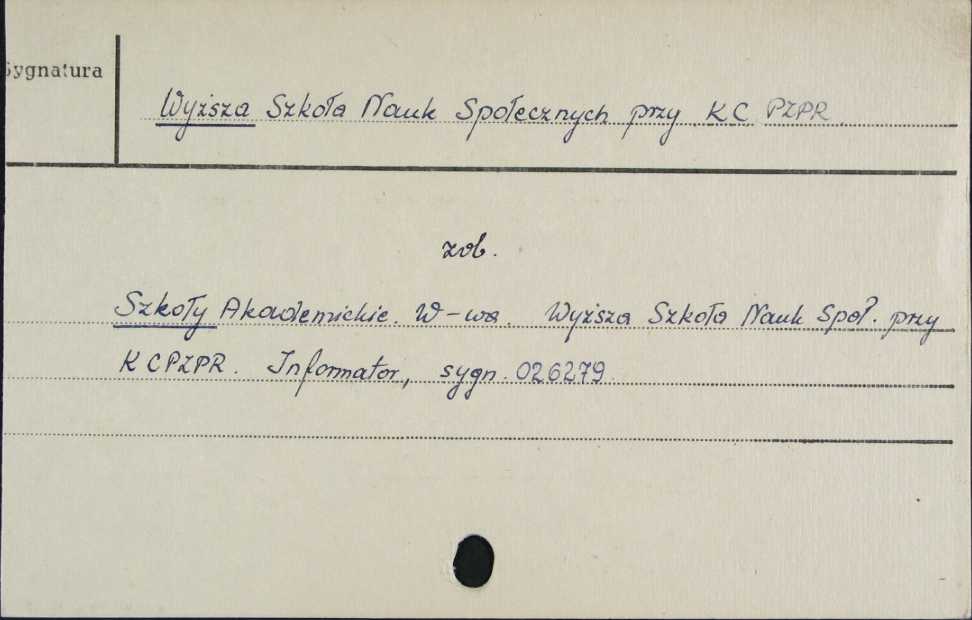 Sygnatura
Wyższa Szkoła Nauk Społecznych przy KC PZPR
zob.
Szkoły Akademickie. W-wa. Wyższa Szkoła Nauk Społ. przy
KC PZPR. Informator, sygn. 026279.